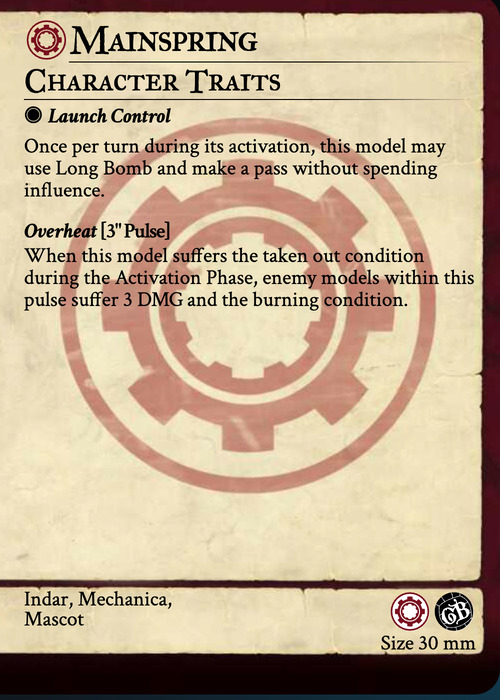 Mainspring
Character Traits
Launch Control
Once per turn during its activation, this model may
use Long Bomb and make a pass without spending
influence.
Overheat [3" Pulse]
When this model suffers the taken out condition
during the Activation Phase, enemy models within this
pulse suffer 3 DMG and the burning condition.
Indar, Mechanica,
Mascot
GB
Size 30 mm